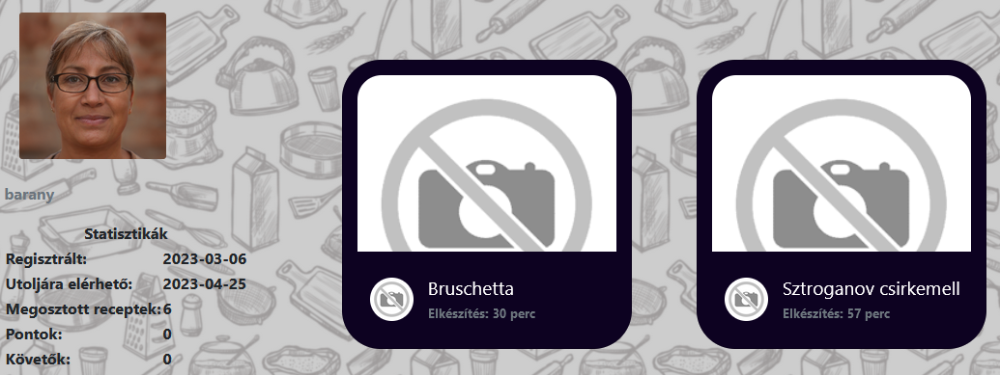 barany
Statisztikák
Regisztrált: 2023-03-06
Utoljára elérhető: 2023-04-25
Megosztott receptek: 6
Pontok: 0
Követők: 0
Bruschetta
Elkészítés: 30 perc
Sztroganov csirkemell
Elkészítés: 57 perc